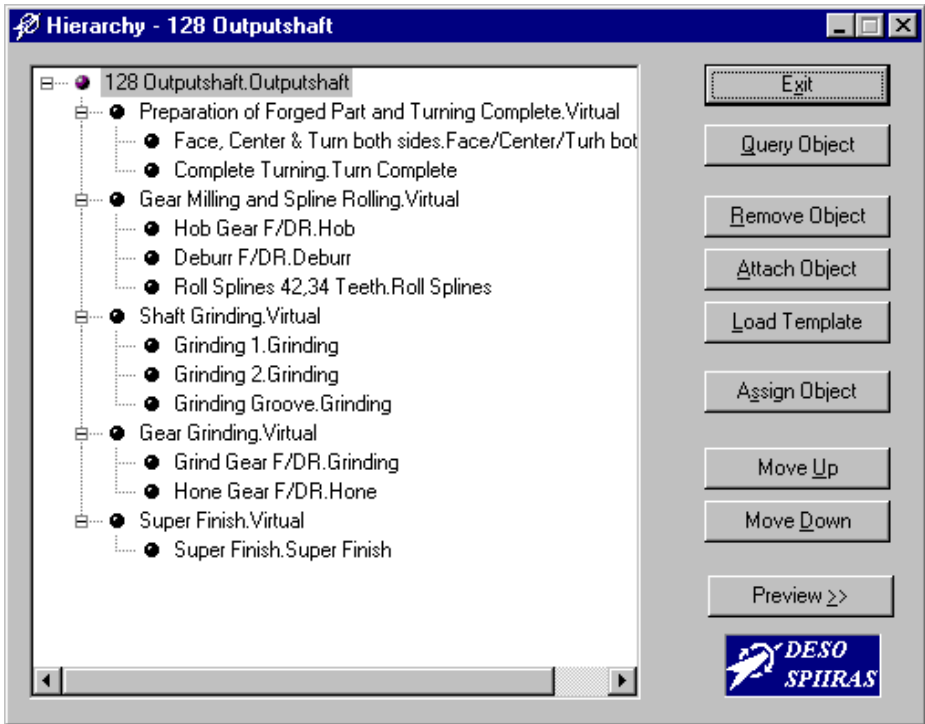 Hierarchy - 128 Outputshaft
128 Outputshaft.Outputshaft
Preparation of Forged Part and Turning Complete.Virtual
Face, Center & Turn both sides.Face/Center/Turh bot
Complete Turning.Turn Complete
Gear Milling and Spline Rolling.Virtual
Hob Gear F/DR.Hob
Deburr F/DR.Deburr
Roll Splines 42,34 Teeth.Roll Splines
Shaft Grinding.Virtual
Grinding 1.Grinding
Grinding 2.Grinding
Grinding Groove.Grinding
Gear Grinding.Virtual
Grind Gear F/DR.Grinding
Hone Gear F/DR.Hone
Super Finish.Virtual
Super Finish.Super Finish
Exit
Query Object
Remove Object
Attach Object
Load Template
Assign Object
Move Up
Move Down
Preview >>
DESO
SPIIRAS